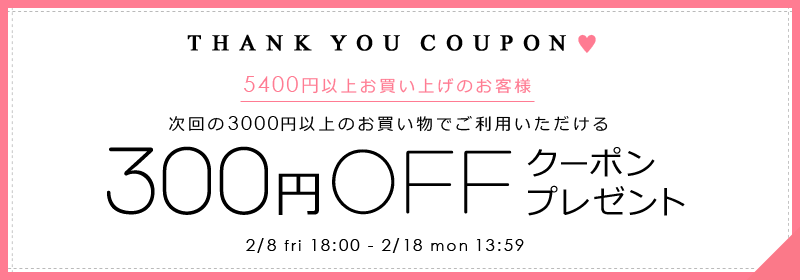 THANK YOU COUPON♥
5400円以上お買い上げのお客様
次回の3000円以上のお買い物でご利用いただける
300円OFFクーポン
プレゼント
2/8 fri 18:00 - 2/18 mon 13:59